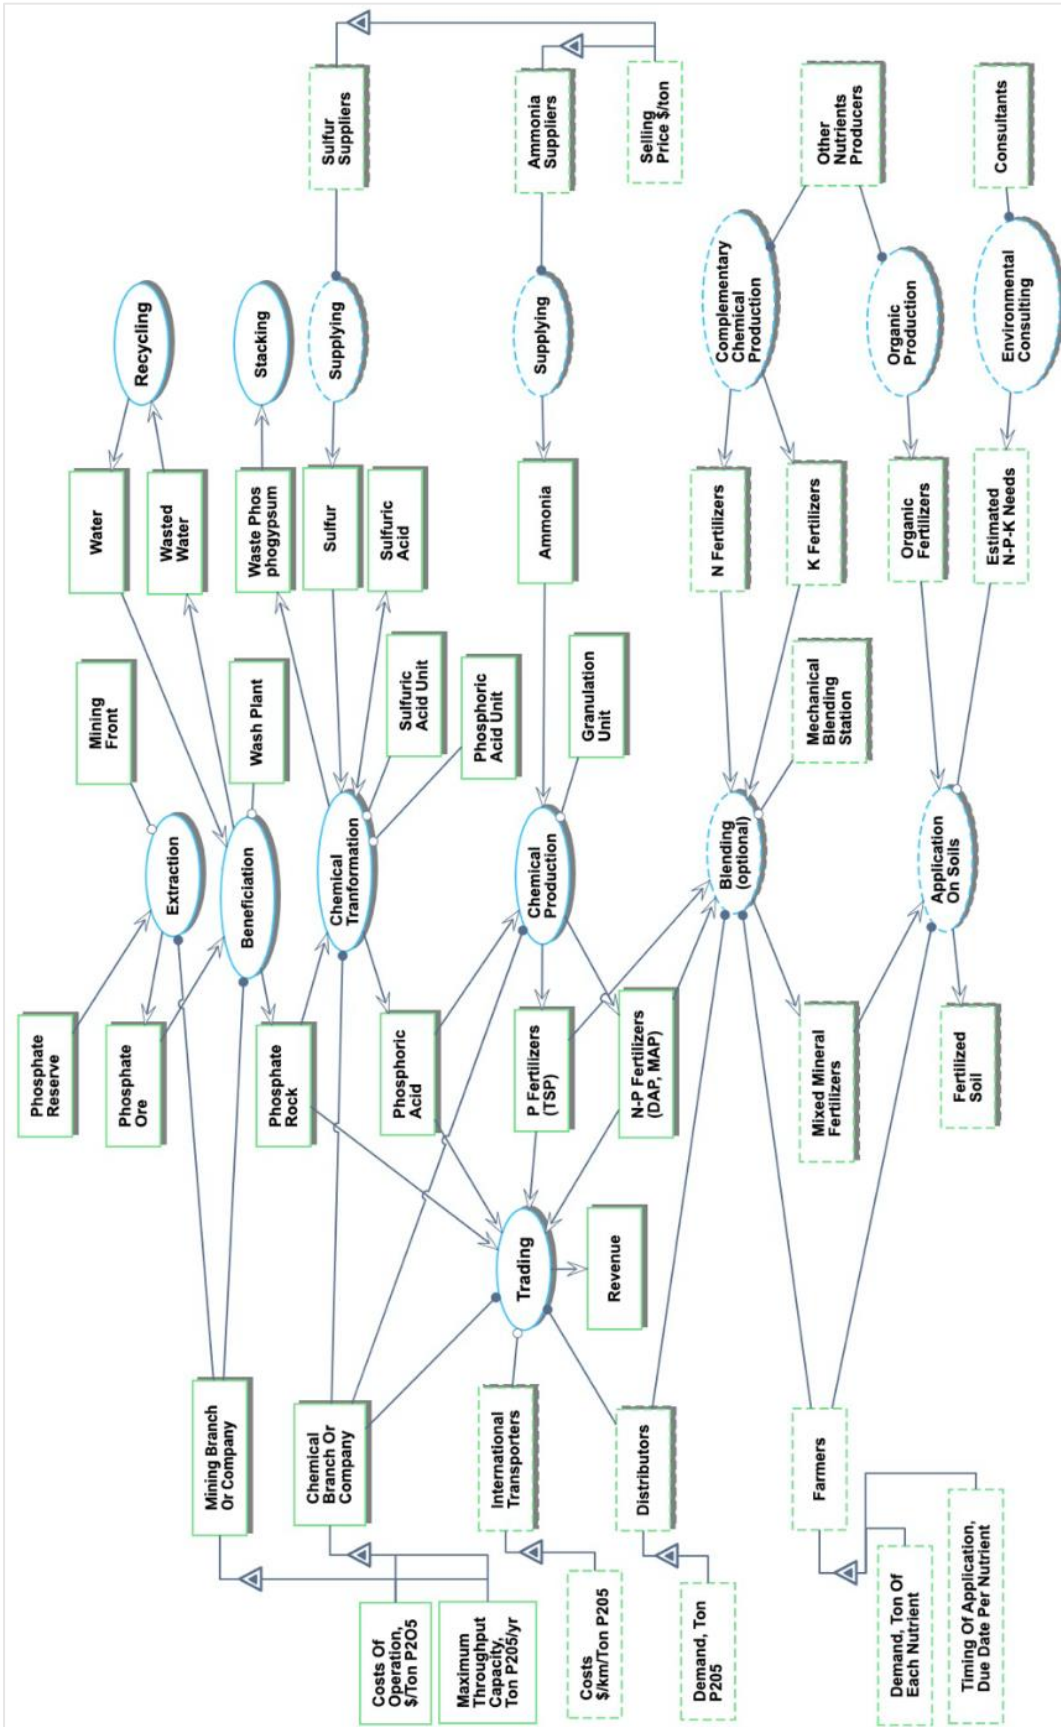 Phosphate
Reserve
Mining
Front
Water
Recycling
Phosphate
Ore
Extraction
Wasted
Water
Mining Branch
Or Company
Phosphate
Rock
Beneficiation
Wash Plant
Waste Phos
phogypsum
Stacking
Chemical
Branch Or
Company
Chemical
Tranformation
Sulfur
Supplying
Sulfur
Suppliers
Costs Of
Operation,
$/Ton P2O5
Phosphoric
Acid
Sulfuric
Acid Unit
Sulfuric
Acid
Maximum
Throughput
Capacity,
Ton P205/yr
Phosphoric
Acid Unit
International
Transporters
Trading
P Fertilizers
(TSP)
Chemical
Production
Ammonia
Supplying
Ammonia
Suppliers
Costs
$/km/Ton P205
Revenue
Granulation
Unit
Distributors
N-P Fertilizers
(DAP, MAP)
Selling
Price $/ton
Demand, Ton
P205
Blending
(optional)
N Fertilizers
Complementary
Chemical
Production
Farmers
Mixed Mineral
Fertilizers
Mechanical
Blending
Station
K Fertilizers
Other
Nutrients
Producers
Demand, Ton Of
Each Nutrient
Organic
Fertilizers
Organic
Production
Timing Of Application,
Due Date Per Nutrient
Fertilized
Soil
Application
On Soils
Estimated
N-P-K Needs
Environmental
Consulting
Consultants